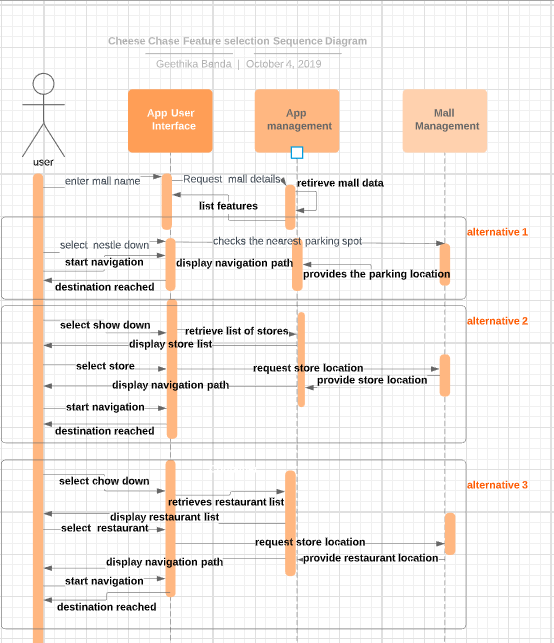 Cheese Chase Feature selection Sequence Diagram
Geethika Benda | October 4, 2019
App User
Interface
App
management
Mall
Management
user
enter mall name
Request mall details
retireve mall data
list features
alternative 1
select nestle down
checks the nearest parking spot
start navigation
display navigation path
provides the parking location
destination reached
alternative 2
select show down
retrieve list of stores
display store list
select store
request store location
provide store location
display navigation path
start navigation
destination reached
alternative 3
select chow down
retrieves restaurant list
display restaurant list
select restaurant
request store location
provide restaurant location
display navigation path
start navigation
destination reached